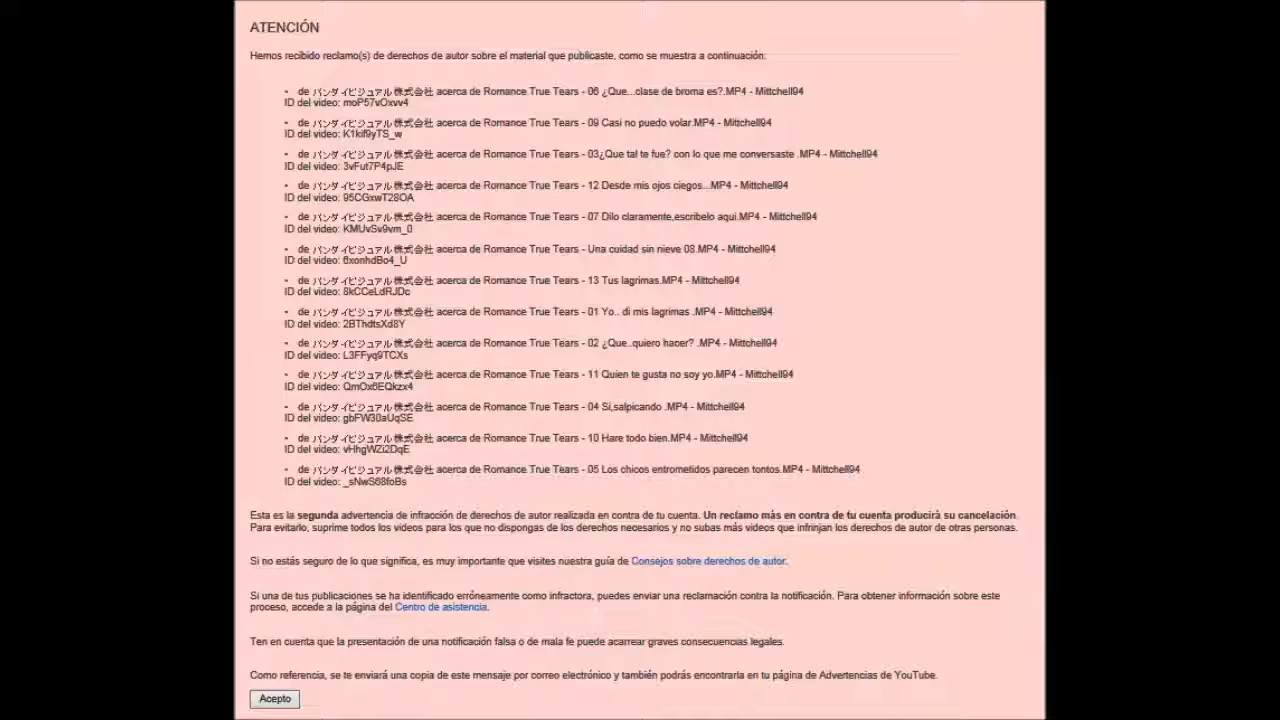 ATENCIÓN
Hemos recibido reclamo(s) de derechos de autor sobre el material que publicaste, como se muestra a continuación:
- de バンダイビジュアル株式会社 acerca de Romance True Tears - 06 ¿Que...clase de broma es?.MP4 - Mittchell94
ID del video: moP57vOxvv4
- de バンダイビジュアル株式会社 acerca de Romance True Tears - 09 Casi no puedo volar.MP4 - Mittchell94
ID del video: K1kif9yTS_w
- de バンダイビジュアル株式会社 acerca de Romance True Tears - 03¿Que tal te fue? con lo que me conversaste .MP4 - Mittchell94
ID del video: 3vFut7P4pJE
- de バンダイビジュアル株式会社 acerca de Romance True Tears - 12 Desde mis ojos ciegos...MP4 - Mittchell94
ID del video: 95CGxwT28OA
- de バンダイビジュアル株式会社 acerca de Romance True Tears - 07 Dilo claramente,escribelo aqui.MP4 - Mittchell94
ID del video: KMUvSv9vm_0
- de バンダイビジュアル株式会社 acerca de Romance True Tears - Una cuidad sin nieve 08.MP4 - Mittchell94
ID del video: 6xonhdBo4_U
- de バンダイビジュアル株式会社 acerca de Romance True Tears - 13 Tus lagrimas.MP4 - Mittchell94
ID del video: 8kCCeLdRJDc
- de バンダイビジュアル株式会社 acerca de Romance True Tears - 01 Yo.. di mis lagrimas .MP4 - Mittchell94
ID del video: 2BThdtsXd8Y
- de バンダイビジュアル株式会社 acerca de Romance True Tears - 02 ¿Que..quiero hacer? .MP4 - Mittchell94
ID del video: L3FFyq9TCXs
- de バンダイビジュアル株式会社 acerca de Romance True Tears - 11 Quien te gusta no soy yo.MP4 - Mittchell94
ID del video: QmOx6EQkzx4
- de バンダイビジュアル株式会社 acerca de Romance True Tears - 04 Si,salpicando .MP4 - Mittchell94
ID del video: gbFW30aUqSE
- de バンダイビジュアル株式会社 acerca de Romance True Tears - 10 Hare todo bien.MP4 - Mittchell94
ID del video: vHhgWZi2DqE
- de バンダイビジュアル株式会社 acerca de Romance True Tears - 05 Los chicos entrometidos parecen tontos.MP4 - Mittchell94
ID del video: _sNwS68foBs
Esta es la segunda advertencia de infracción de derechos de autor realizada en contra de tu cuenta. Un reclamo más en contra de tu cuenta producirá su cancelación.
Para evitarlo, suprime todos los videos para los que no dispongas de los derechos necesarios y no subas más videos que infrinjan los derechos de autor de otras personas.
Si no estás seguro de lo que significa, es muy importante que visites nuestra guía de Consejos sobre derechos de autor.
Si una de tus publicaciones se ha identificado erróneamente como infractora, puedes enviar una reclamación contra la notificación. Para obtener información sobre este
proceso, accede a la página del Centro de asistencia.
Ten en cuenta que la presentación de una notificación falsa o de mala fe puede acarrear graves consecuencias legales.
Como referencia, se te enviará una copia de este mensaje por correo electrónico y también podrás encontrarla en tu página de Advertencias de YouTube.
Acepto